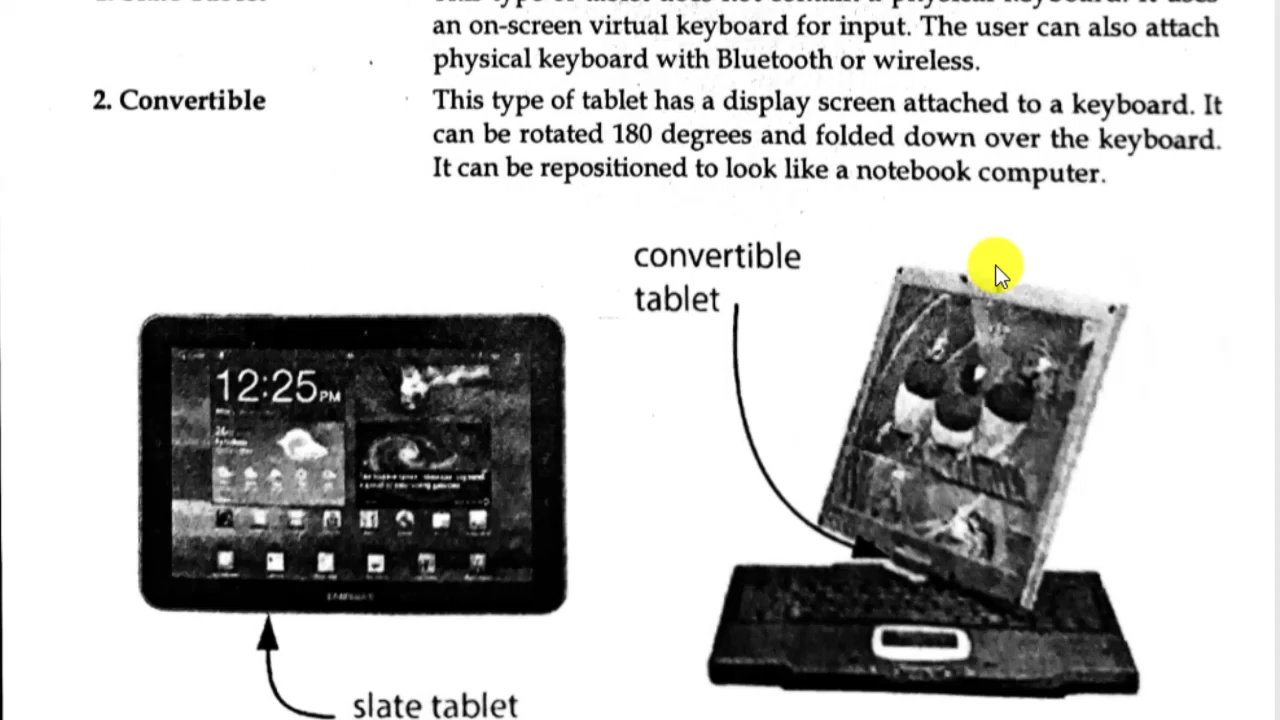 an on-screen virtual keyboard for input. The user can also attach
physical keyboard with Bluetooth or wireless.
2. Convertible
This type of tablet has a display screen attached to a keyboard. It
can be rotated 180 degrees and folded down over the keyboard.
It can be repositioned to look like a notebook computer.
convertible
tablet
12:25PM
SAMSUNG
slate tablet